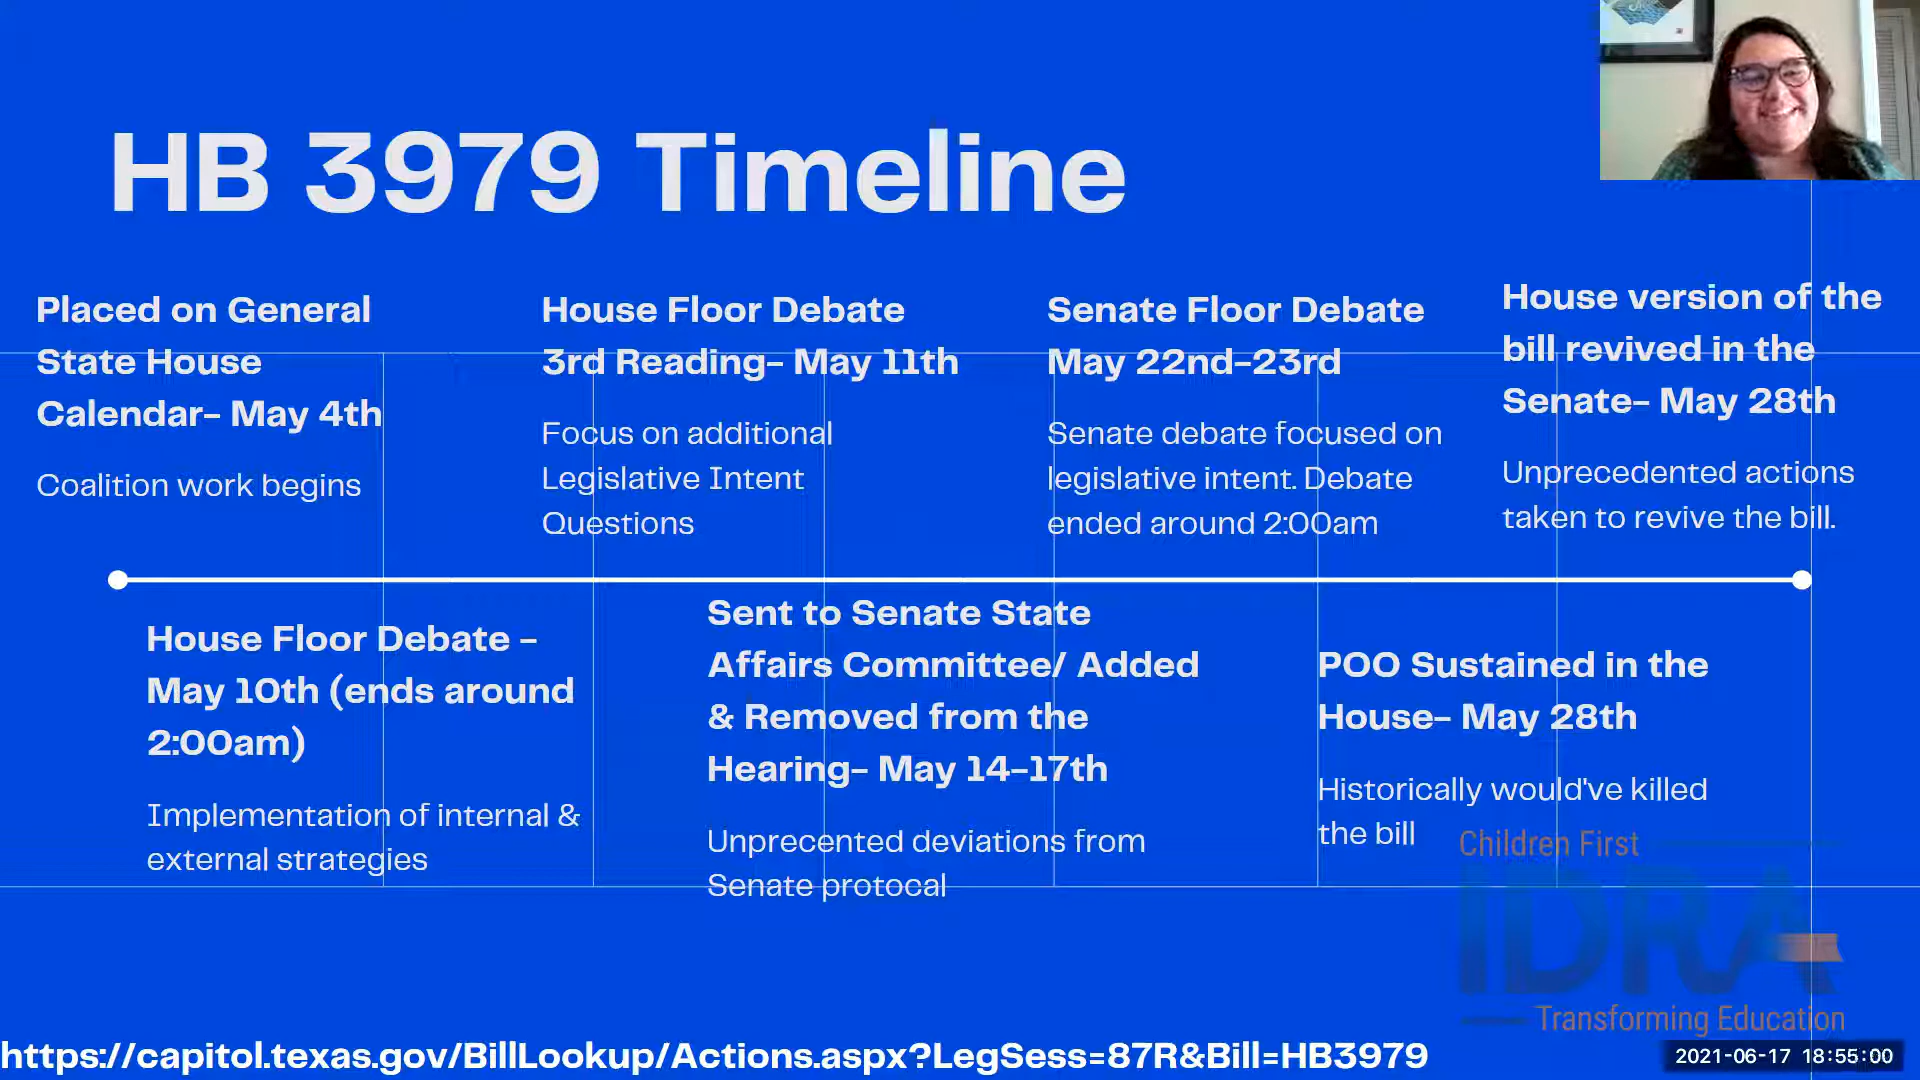 HB 3979 Timeline
Placed on General
State House
Calendar- May 4th
Coalition work begins
House Floor Debate
3rd Reading- May 11th
Focus on additional
Legislative Intent
Questions
Senate Floor Debate
May 22nd-23rd
Senate debate focused on
legislative intent. Debate
ended around 2:00am
House version of the
bill revived in the
Senate- May 28th
Unprecedented actions
taken to revive the bill.
House Floor Debate -
May 10th (ends around
2:00am)
Implementation of internal &
external strategies
Sent to Senate State
Affairs Committee/ Added
& Removed from the
Hearing- May 14-17th
Unprecented deviations from
Senate protocal
POO Sustained in the
House- May 28th
Historically would've killed
the bill
Children First
IDRA
Transforming Education
https://capitol.texas.gov/BillLookup/Actions.aspx?LegSess=87R&Bill=HB3979
2021-06-17 18:55:00